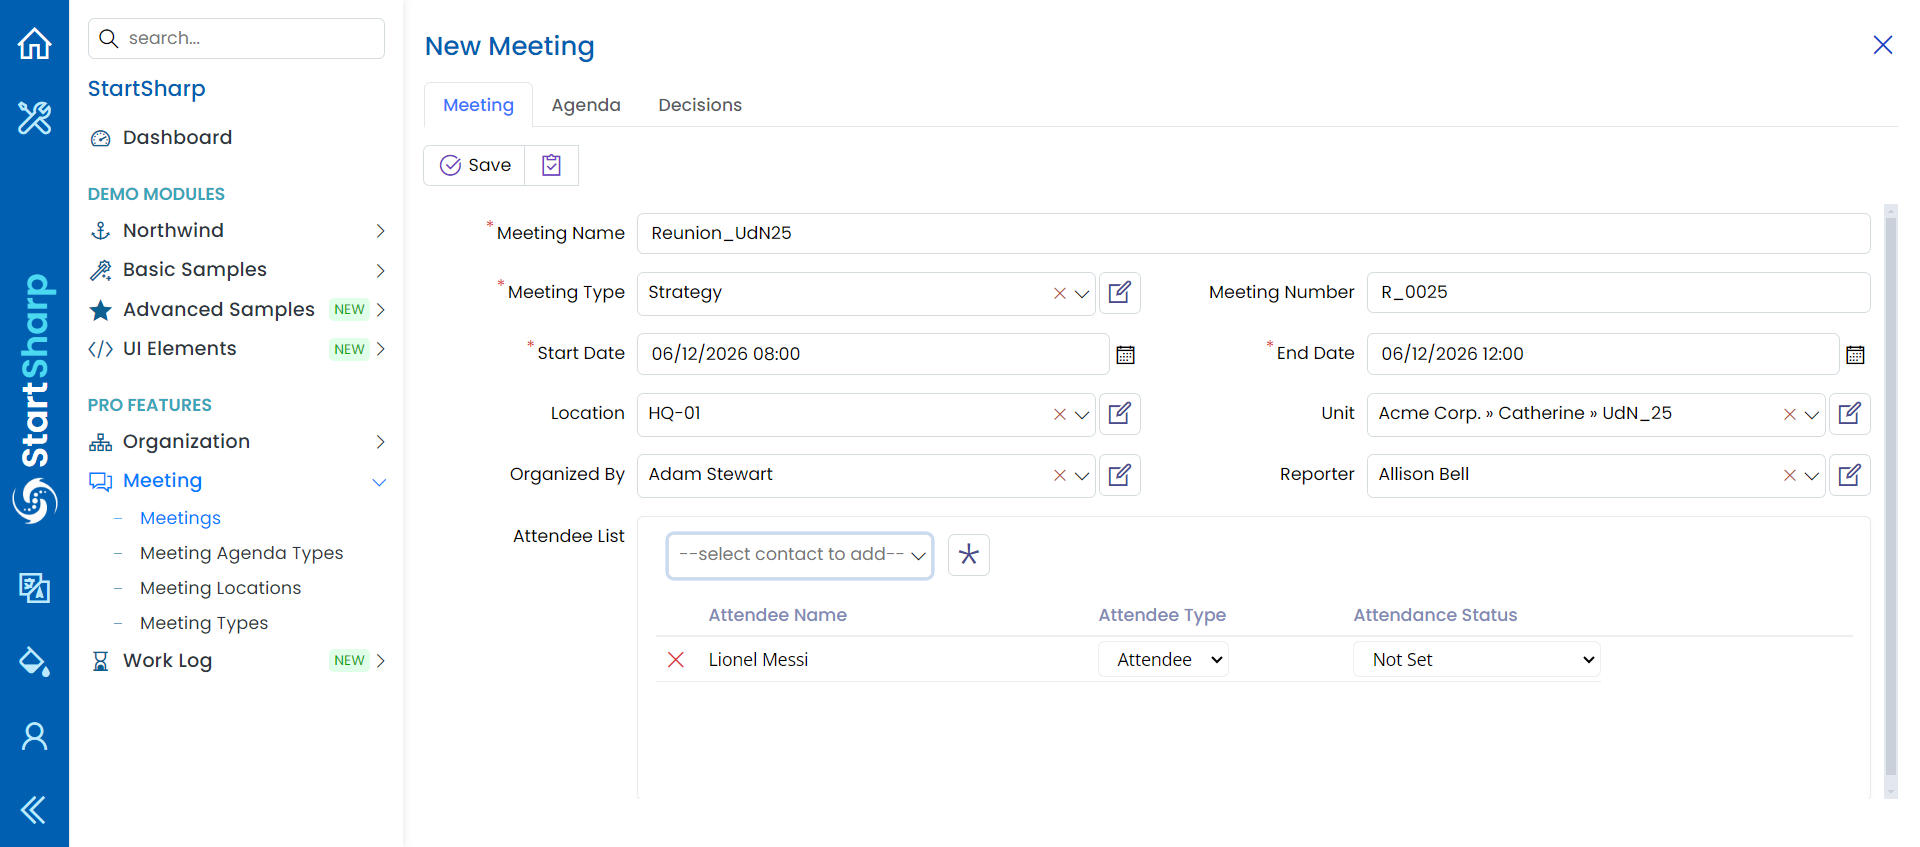 search...
StartSharp
Dashboard
DEMO MODULES
Northwind
Basic Samples
Advanced Samples NEW
UI Elements NEW
PRO FEATURES
Organization
Meeting
Meetings
Meeting Agenda Types
Meeting Locations
Meeting Types
Work Log NEW
StartSharp
New Meeting
Meeting Agenda Decisions
Save
* Meeting Name Reunion_UdN25
* Meeting Type Strategy Meeting Number R_0025
* Start Date 06/12/2026 08:00 * End Date 06/12/2026 12:00
Location HQ-01 Unit Acme Corp. » Catherine » UdN_25
Organized By Adam Stewart Reporter Allison Bell
Attendee List --select contact to add--
Attendee Name Attendee Type Attendance Status
Lionel Messi Attendee Not Set